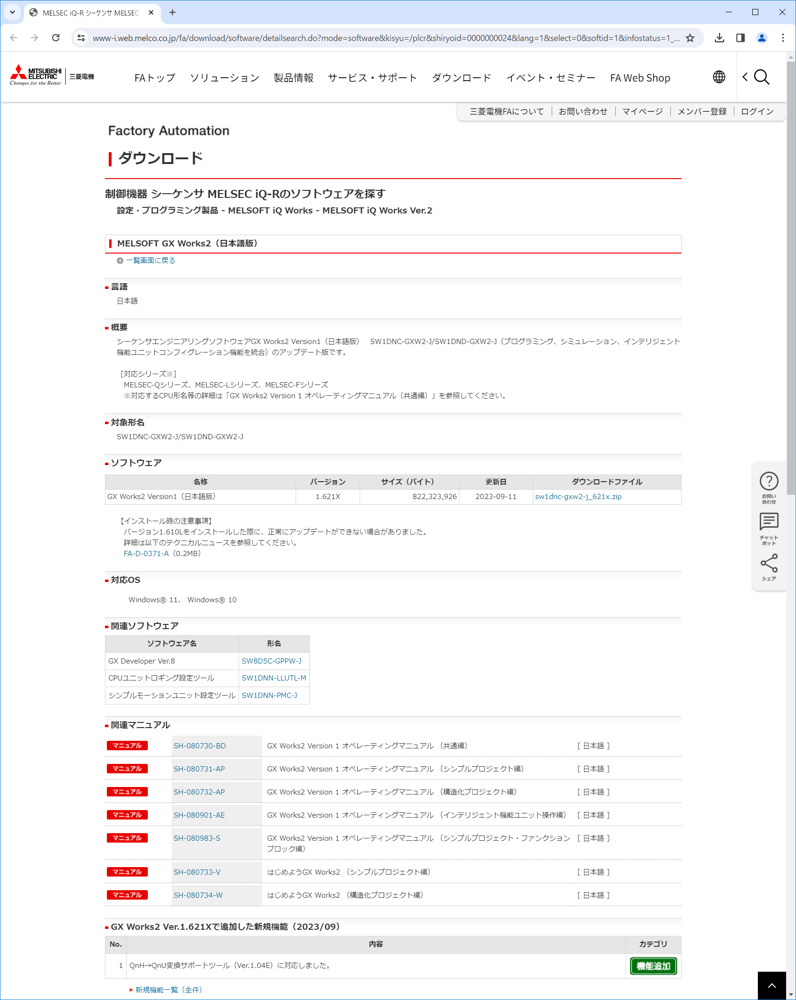 MELSEC iQ-R シーケンサ MELSEC
www-i.web.melco.co.jp/fa/download/software/detailsearch.do?mode=software&kisyu=/plcr&shiryoid=0000000024&lang=1&select=0&softid=1&infostatus=1_...
MITSUBISHI ELECTRIC
Changes for the Better
三菱電機
FAトップ ソリューション 製品情報 サービス・サポート ダウンロード イベント・セミナー FA Web Shop
三菱電機FAについて お問い合わせ マイページ メンバー登録 ログイン
Factory Automation
ダウンロード
制御機器 シーケンサ MELSEC iQ-Rのソフトウェアを探す
設定・プログラミング製品 - MELSOFT iQ Works - MELSOFT iQ Works Ver.2
MELSOFT GX Works2（日本語版）
一覧画面に戻る
言語
日本語
概要
シーケンサエンジニアリングソフトウェアGX Works2 Version1（日本語版）　SW1DNC-GXW2-J/SW1DND-GXW2-J（プログラミング、シミュレーション、インテリジェント
機能ユニットコンフィグレーション機能を統合）のアップデート版です。
［対応シリーズ※］
MELSEC-Qシリーズ、MELSEC-Lシリーズ、MELSEC-Fシリーズ
※対応するCPU形名等の詳細は「GX Works2 Version 1 オペレーティングマニュアル（共通編）」を参照してください。
対象形名
SW1DNC-GXW2-J/SW1DND-GXW2-J
ソフトウェア
名称 バージョン サイズ（バイト） 更新日 ダウンロードファイル
GX Works2 Version1（日本語版） 1.621X 822,323,926 2023-09-11 sw1dnc-gxw2-j_621x.zip
【インストール時の注意事項】
バージョン1.610Lをインストールした際に、正常にアップデートができない場合がありました。
詳細は以下のテクニカルニュースを参照してください。
FA-D-0371-A（0.2MB）
対応OS
Windows® 11、 Windows® 10
関連ソフトウェア
ソフトウェア名 形名
GX Developer Ver.8 SW8D5C-GPPW-J
CPUユニットロギング設定ツール SW1DNN-LLUTL-M
シンプルモーションユニット設定ツール SW1DNN-PMC-J
関連マニュアル
マニュアル SH-080730-BD GX Works2 Version 1 オペレーティングマニュアル （共通編） [ 日本語 ]
マニュアル SH-080731-AP GX Works2 Version 1 オペレーティングマニュアル （シンプルプロジェクト編） [ 日本語 ]
マニュアル SH-080732-AP GX Works2 Version 1 オペレーティングマニュアル （構造化プロジェクト編） [ 日本語 ]
マニュアル SH-080901-AE GX Works2 Version 1 オペレーティングマニュアル （インテリジェント機能ユニット操作編） [ 日本語 ]
マニュアル SH-080983-S GX Works2 Version 1 オペレーティングマニュアル （シンプルプロジェクト・ファンクション [ 日本語 ]
ブロック編）
マニュアル SH-080733-V はじめようGX Works2 （シンプルプロジェクト編） [ 日本語 ]
マニュアル SH-080734-W はじめようGX Works2 （構造化プロジェクト編） [ 日本語 ]
GX Works2 Ver.1.621Xで追加した新規機能（2023/09）
No. 内容 カテゴリ
1 QnH→QnU変換サポートツール（Ver.1.04E）に対応しました。 機能追加
新規機能一覧（全件）
お問い
合わせ
チャット
ボット
シェア